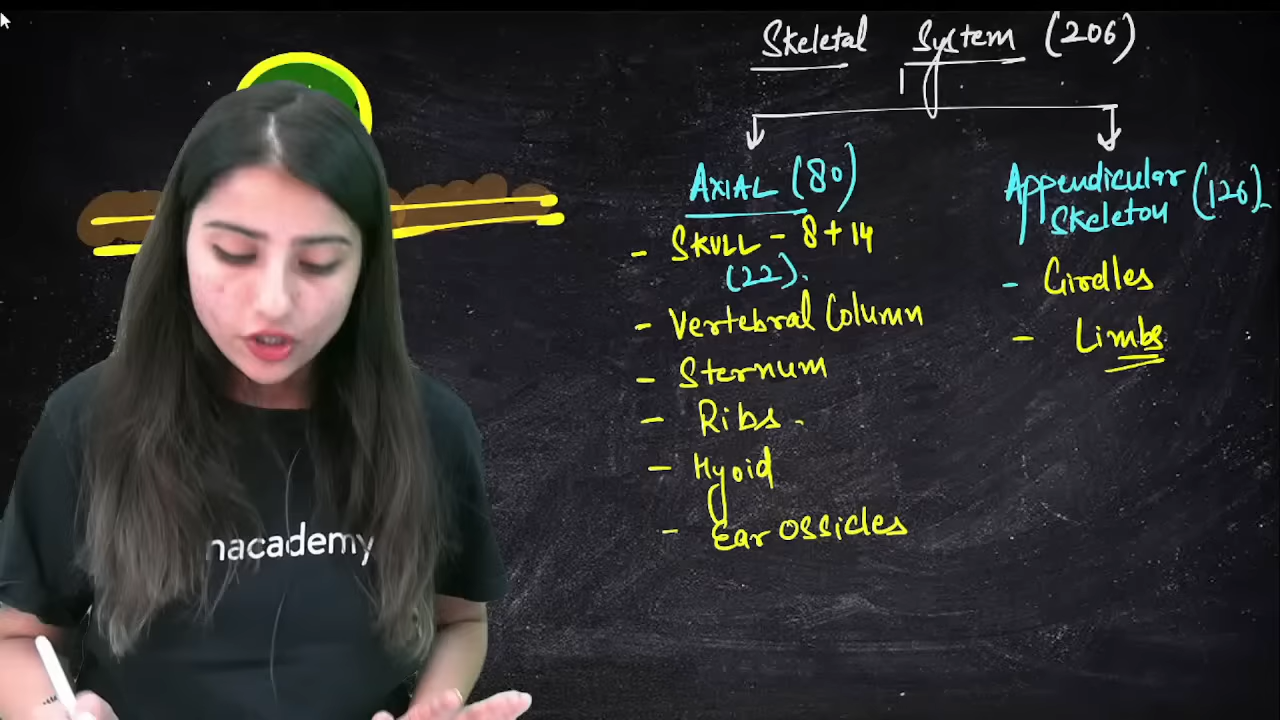 Skeletal System (206)
AXIAL (80)
- SKULL - 8 + 14
(22).
- Vertebral Column
- Sternum
- Ribs -
- Hyoid
- Ear ossicles
Appendicular
Skeleton (126)
- Girdles
- Limbs
nacademy